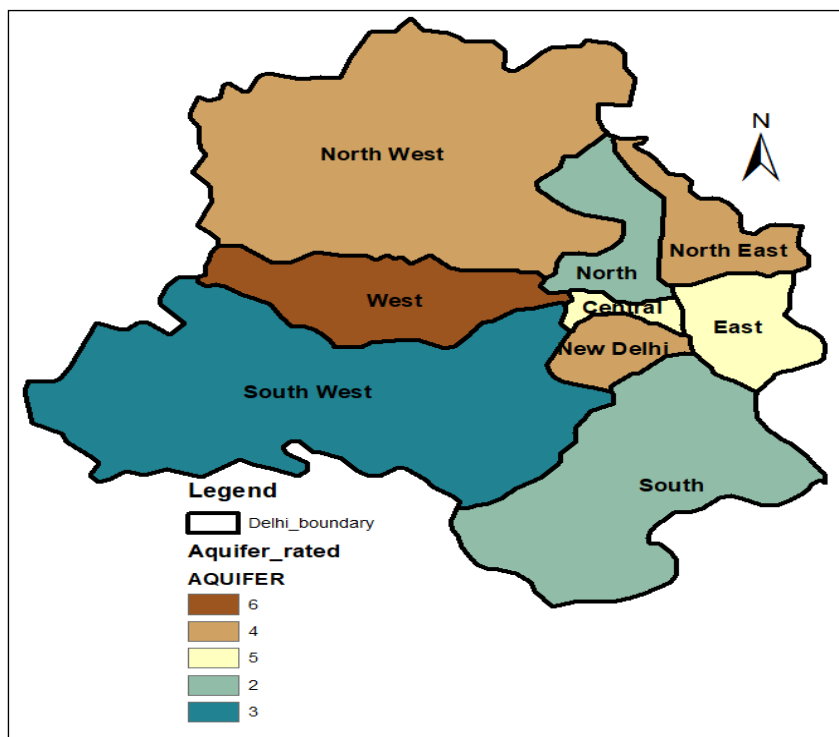 N
North West
North East
North
West
Central
East
New Delhi
South West
South
Legend
Delhi_boundary
Aquifer_rated
AQUIFER
6
4
5
2
3